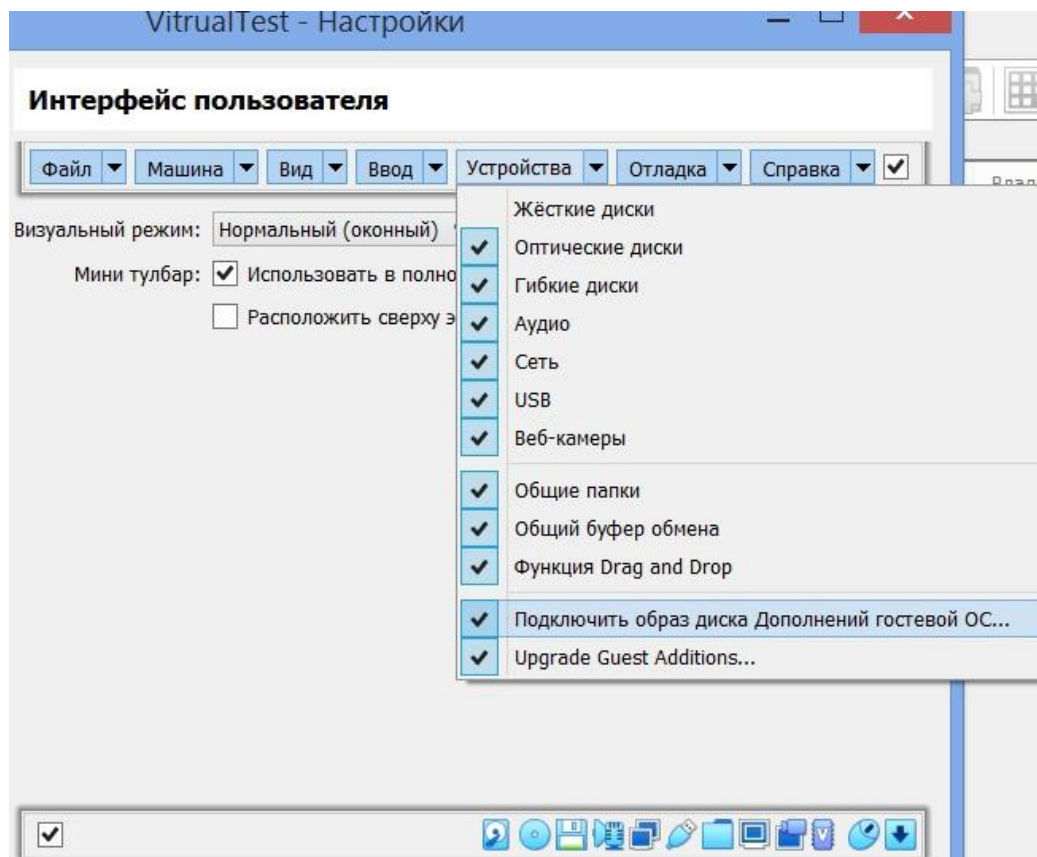 VitrualTest - Настройки
Интерфейс пользователя
Файл Машина Вид Ввод Устройства Отладка Справка
Визуальный режим: Нормальный (оконный)
Мини тулбар: Использовать в полно
Расположить сверху э
Жёсткие диски
Оптические диски
Гибкие диски
Аудио
Сеть
USB
Веб-камеры
Общие папки
Общий буфер обмена
Функция Drag and Drop
Подключить образ диска Дополнений гостевой ОС...
Upgrade Guest Additions...